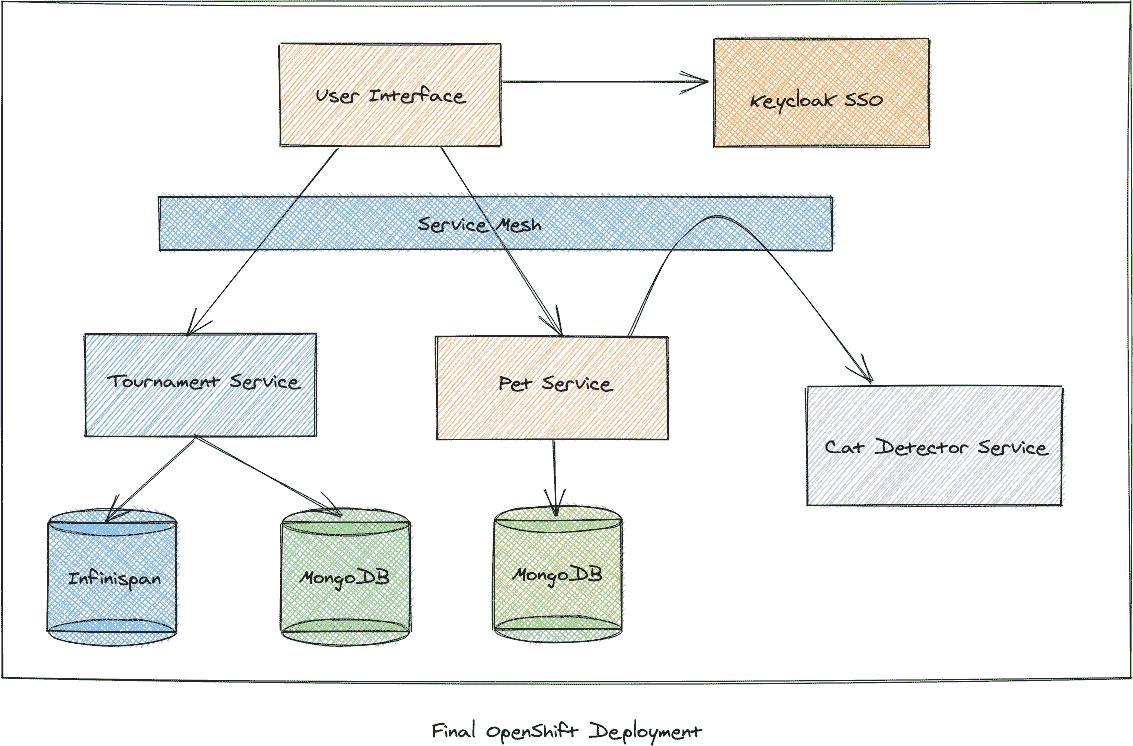 User Interface
Keycloak SSO
Service Mesh
Tournament Service
Pet Service
Cat Detector Service
Infinispan
MongoDB
MongoDB
Final OpenShift Deployment